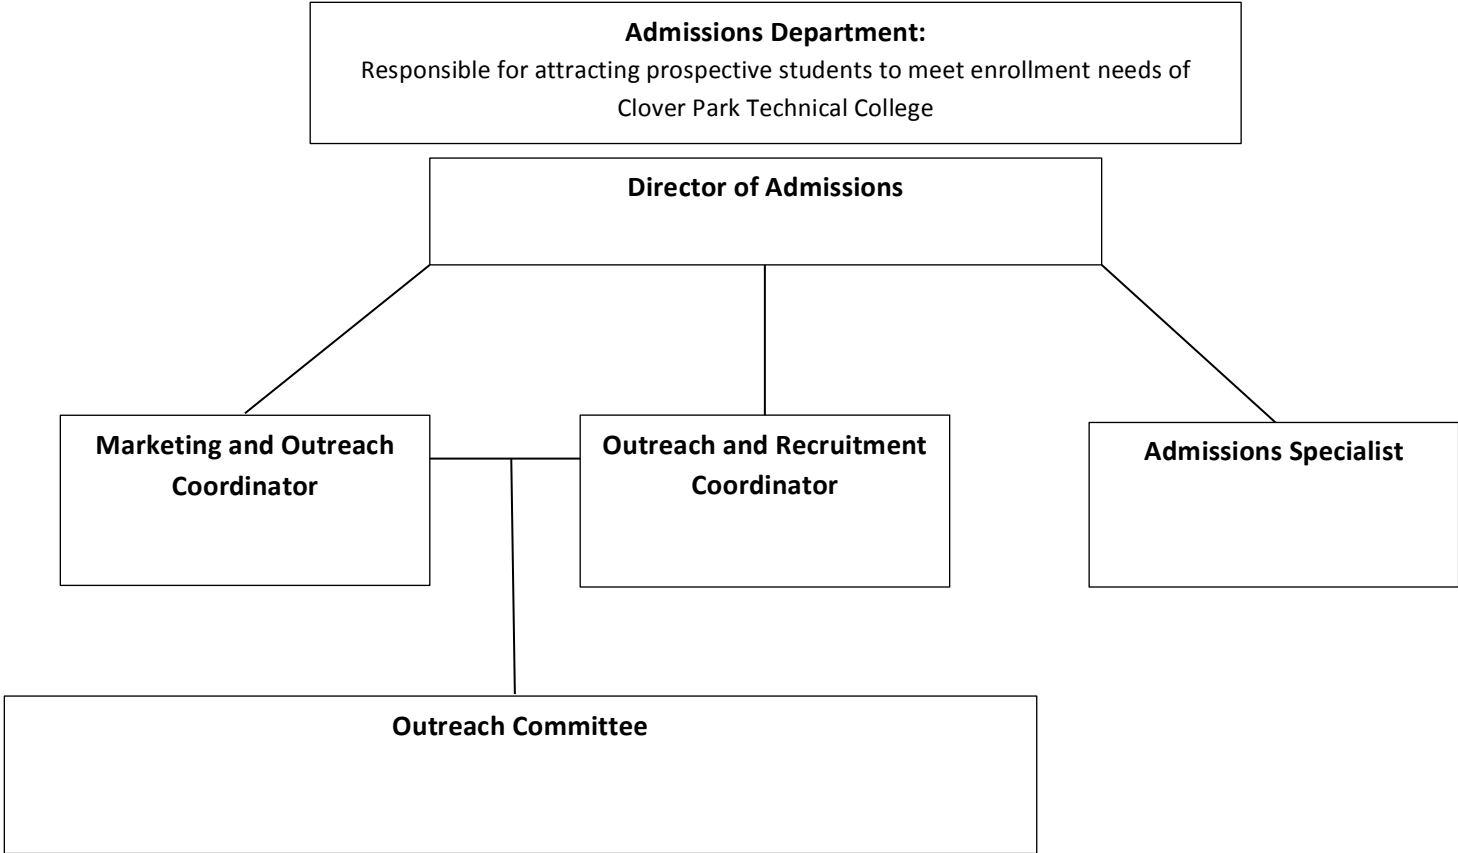 Admissions Department:
Responsible for attracting prospective students to meet enrollment needs of
Clover Park Technical College
Director of Admissions
Marketing and Outreach
Coordinator
Outreach and Recruitment
Coordinator
Admissions Specialist
Outreach Committee